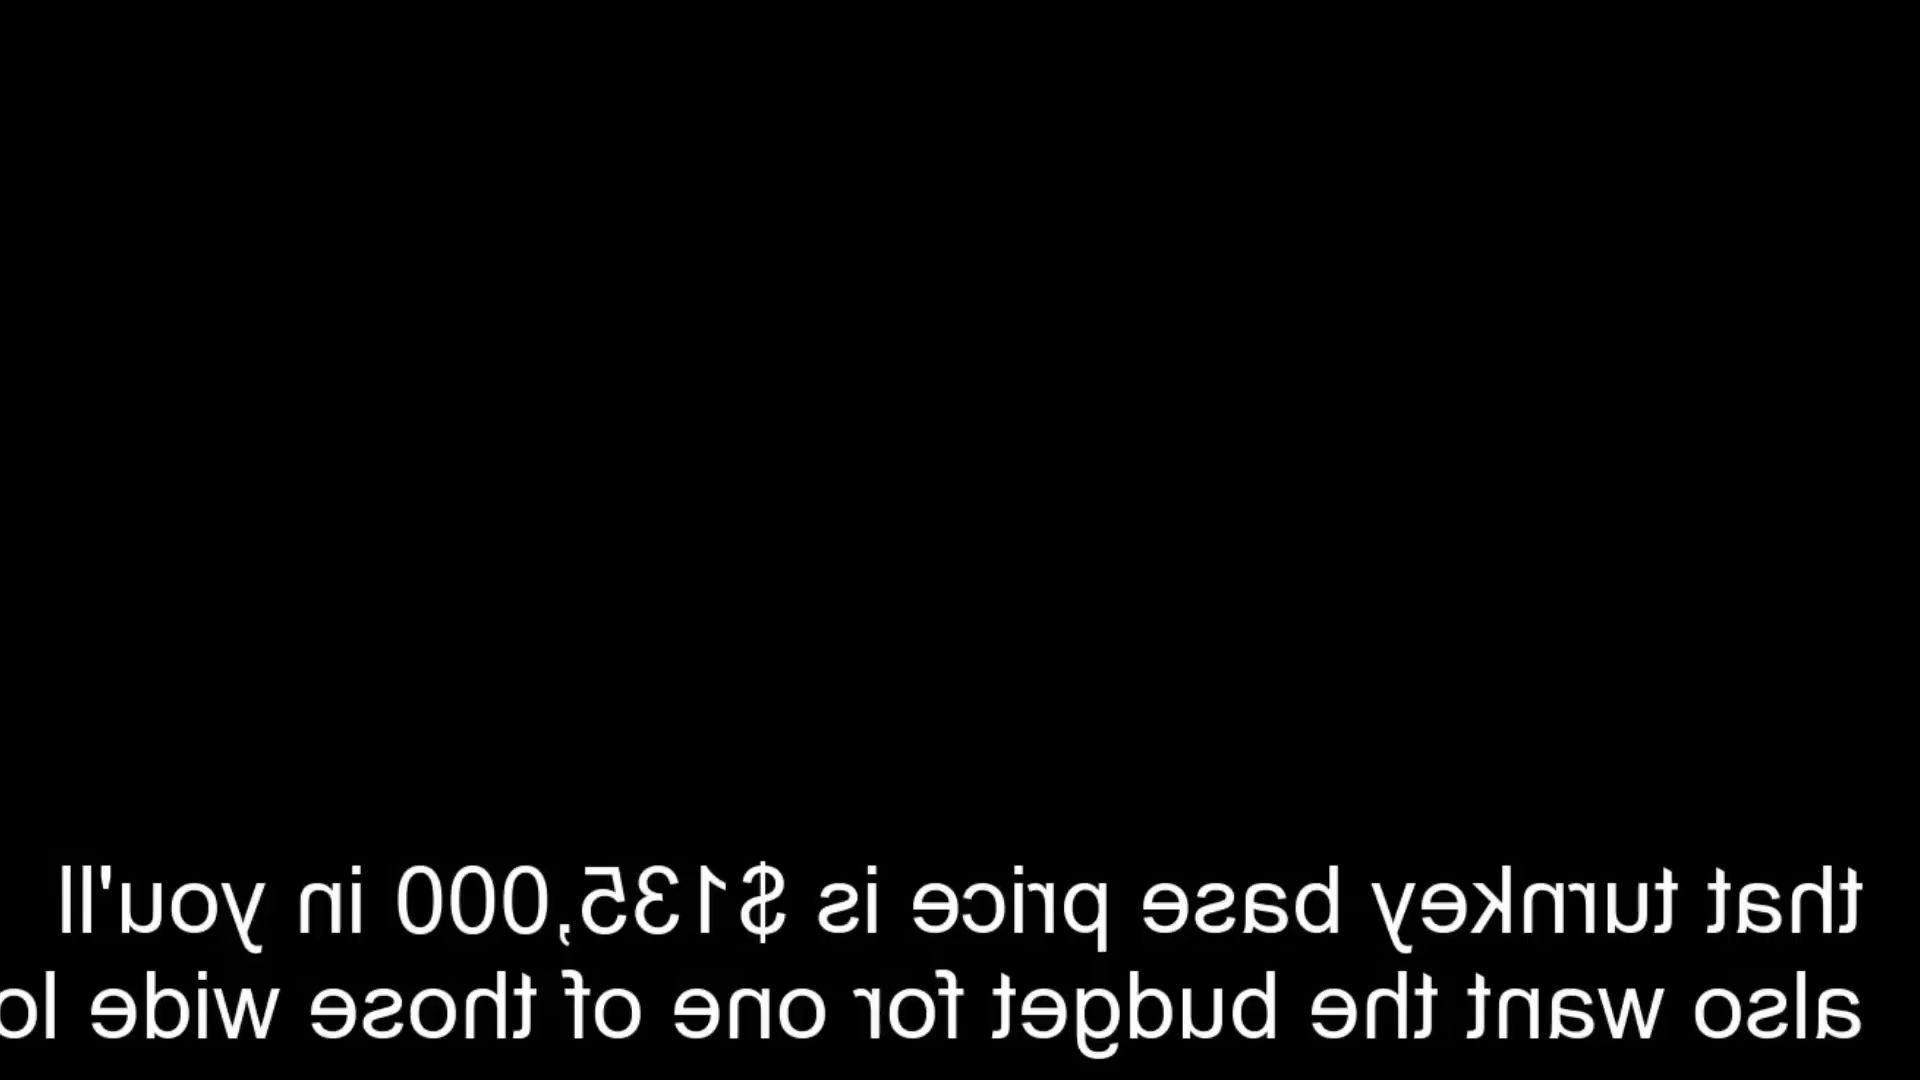 that turnkey base price is $135,000 in you'll
also want the budget for one of those wide